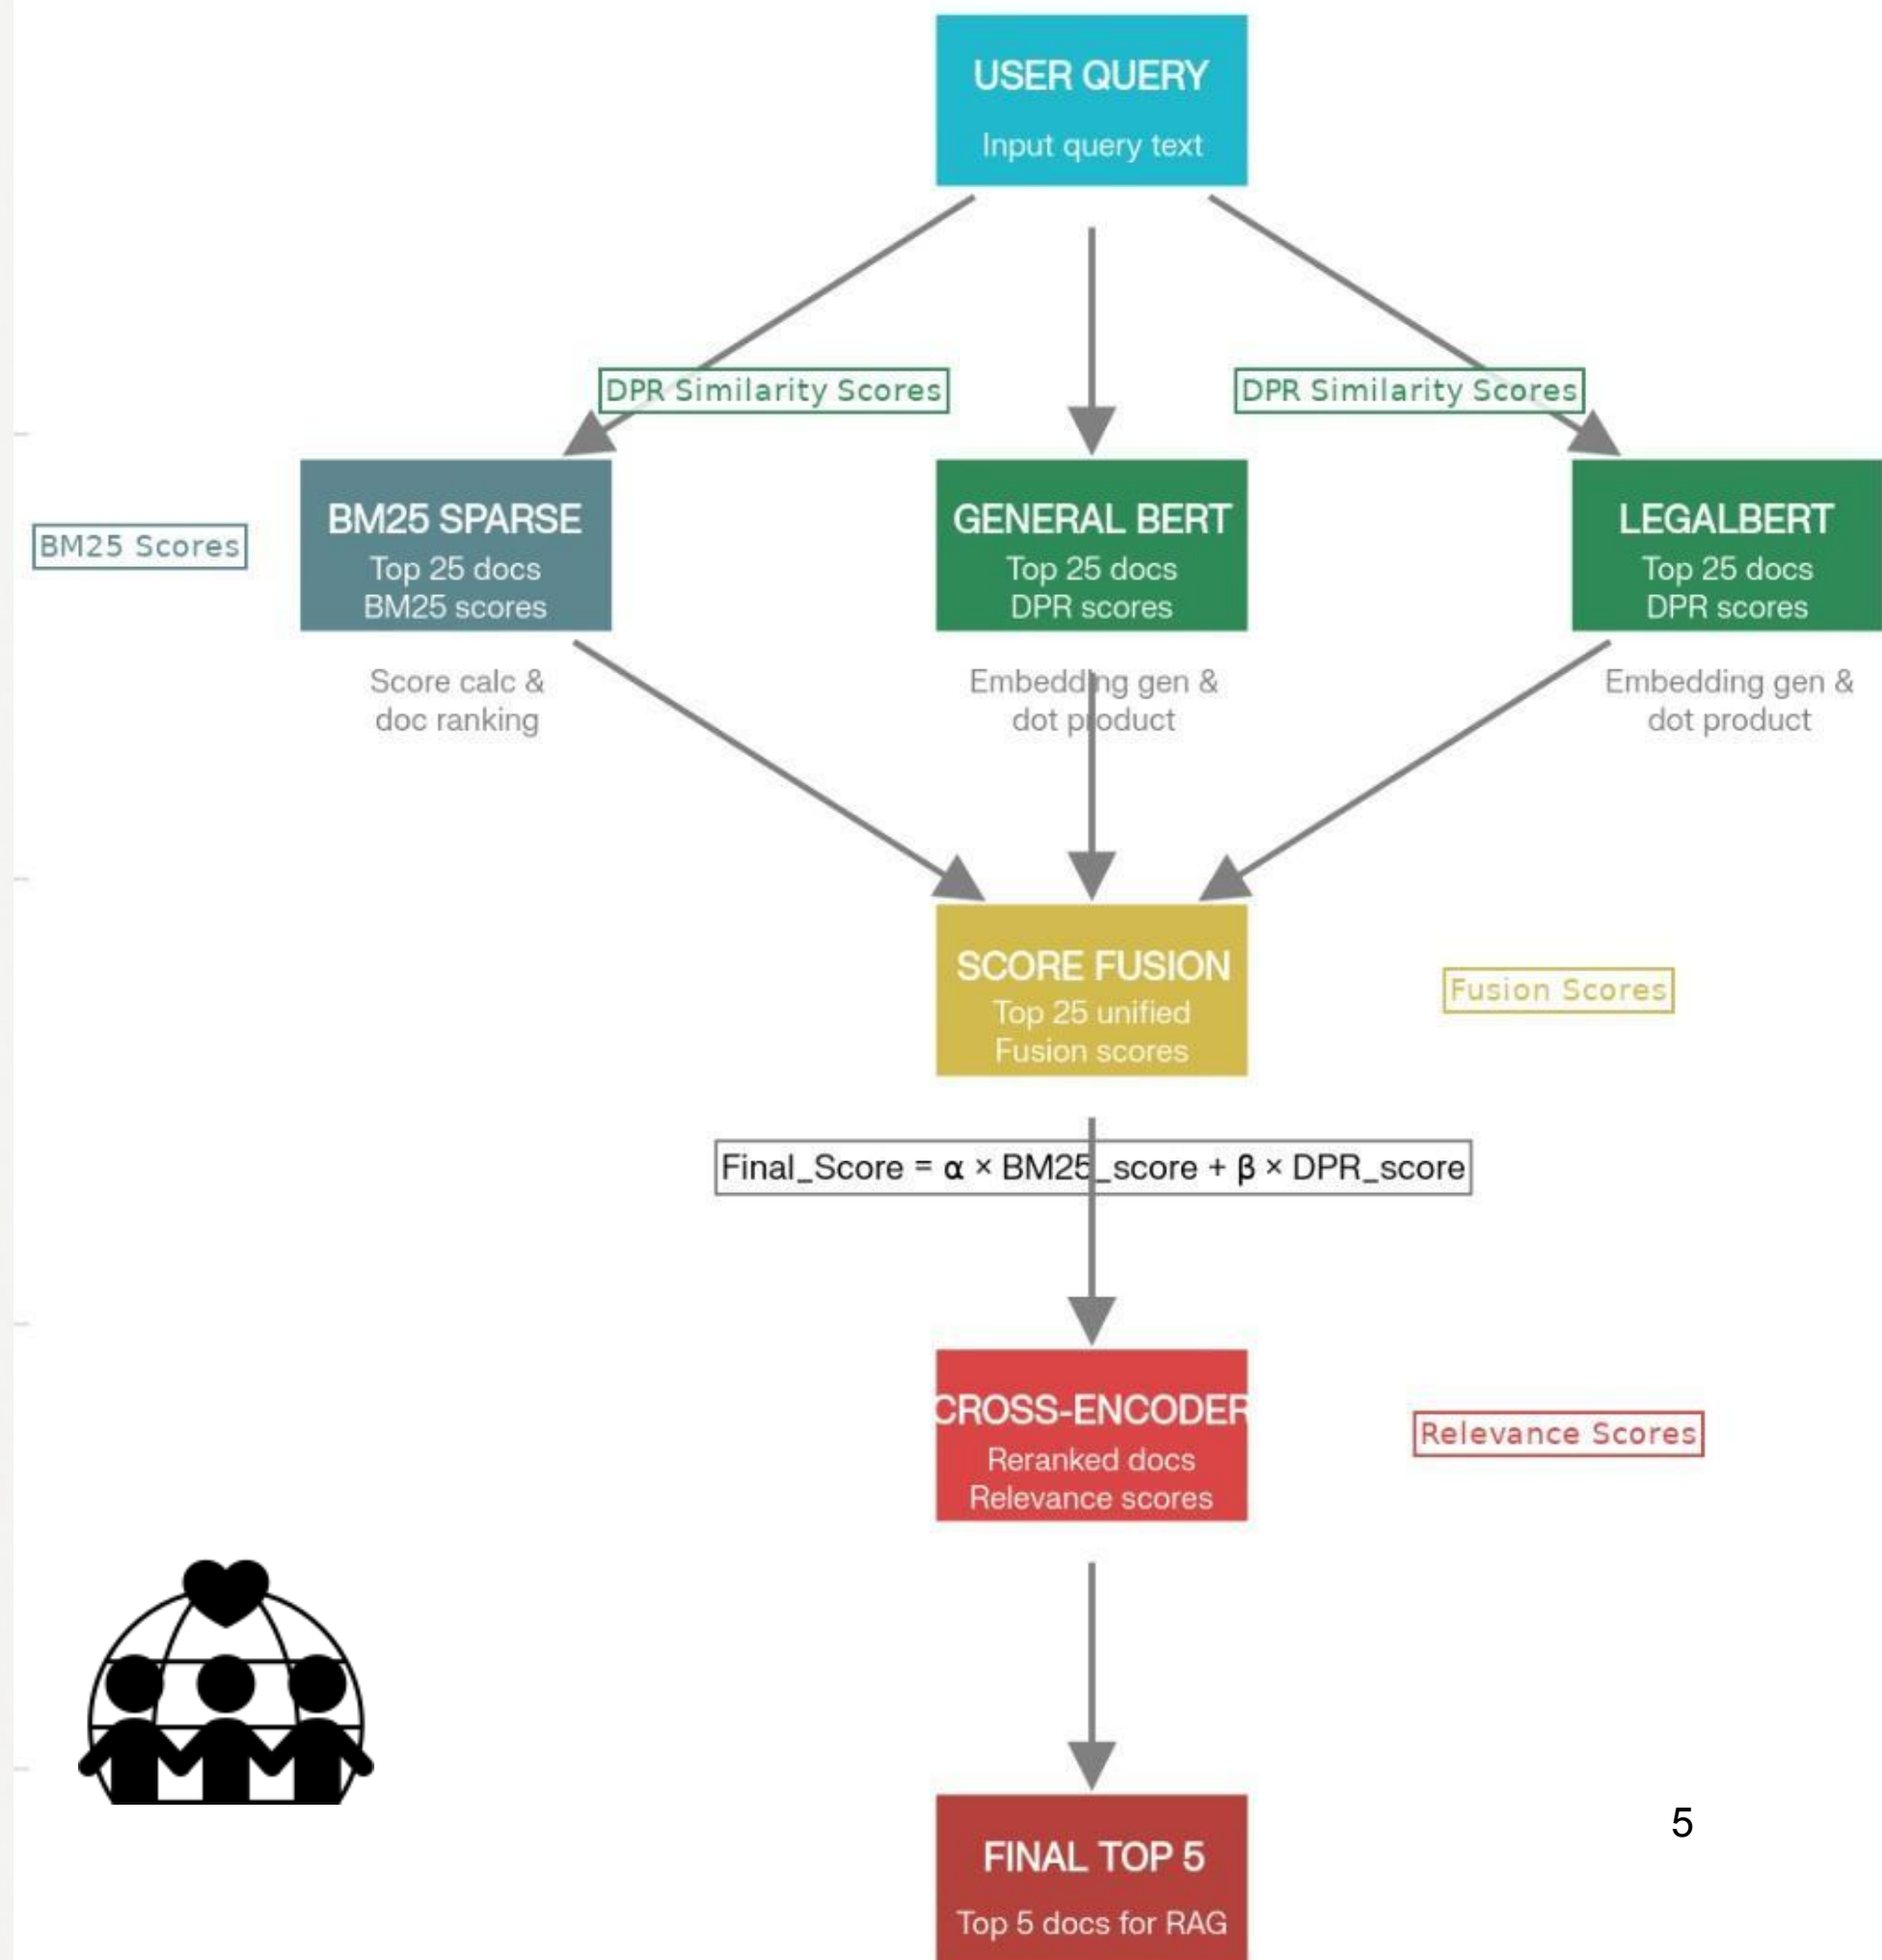 USER QUERY
Input query text
DPR Similarity Scores
DPR Similarity Scores
BM25 Scores
BM25 SPARSE
Top 25 docs
BM25 scores
Score calc &
doc ranking
GENERAL BERT
Top 25 docs
DPR scores
Embedding gen &
dot product
LEGALBERT
Top 25 docs
DPR scores
Embedding gen &
dot product
SCORE FUSION
Top 25 unified
Fusion scores
Fusion Scores
Final_Score = α × BM25_score + β × DPR_score
CROSS-ENCODER
Reranked docs
Relevance scores
Relevance Scores
FINAL TOP 5
Top 5 docs for RAG
5